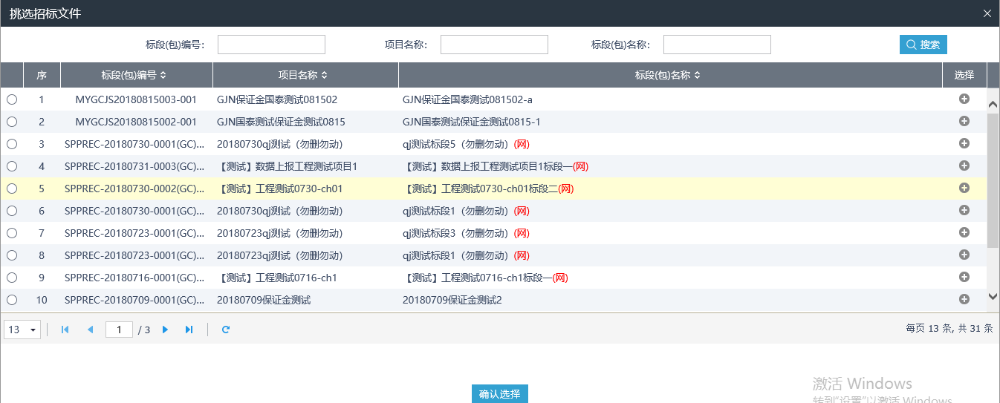 挑选招标文件
标段(包)编号： 项目名称： 标段(包)名称： 搜索
序 标段(包)编号 项目名称 标段(包)名称 选择
1 MYGCJS20180815003-001 GJN保证金国泰测试081502 GJN保证金国泰测试081502-a
2 MYGCJS20180815002-001 GJN国泰测试保证金测试0815 GJN国泰测试保证金测试0815-1
3 SPPREC-20180730-0001(GC)... 20180730qj测试（勿删勿动） qj测试标段5（勿删勿动）(网)
4 SPPREC-20180731-0003(GC)... 【测试】数据上报工程测试项目1 【测试】数据上报工程测试项目1标段一(网)
5 SPPREC-20180730-0002(GC)... 【测试】工程测试0730-ch01 【测试】工程测试0730-ch01标段二(网)
6 SPPREC-20180730-0001(GC)... 20180730qj测试（勿删勿动） qj测试标段1（勿删勿动）(网)
7 SPPREC-20180723-0001(GC)... 20180723qj测试（勿删勿动） qj测试标段3（勿删勿动）(网)
8 SPPREC-20180723-0001(GC)... 20180723qj测试（勿删勿动） qj测试标段1（勿删勿动）(网)
9 SPPREC-20180716-0001(GC)... 【测试】工程测试0716-ch1 【测试】工程测试0716-ch1标段一(网)
10 SPPREC-20180709-0001(GC)... 20180709保证金测试 20180709保证金测试2
13 1 / 3 每页 13 条, 共 31 条
确认选择
激活 Windows
转到"设置"以激活 Windows